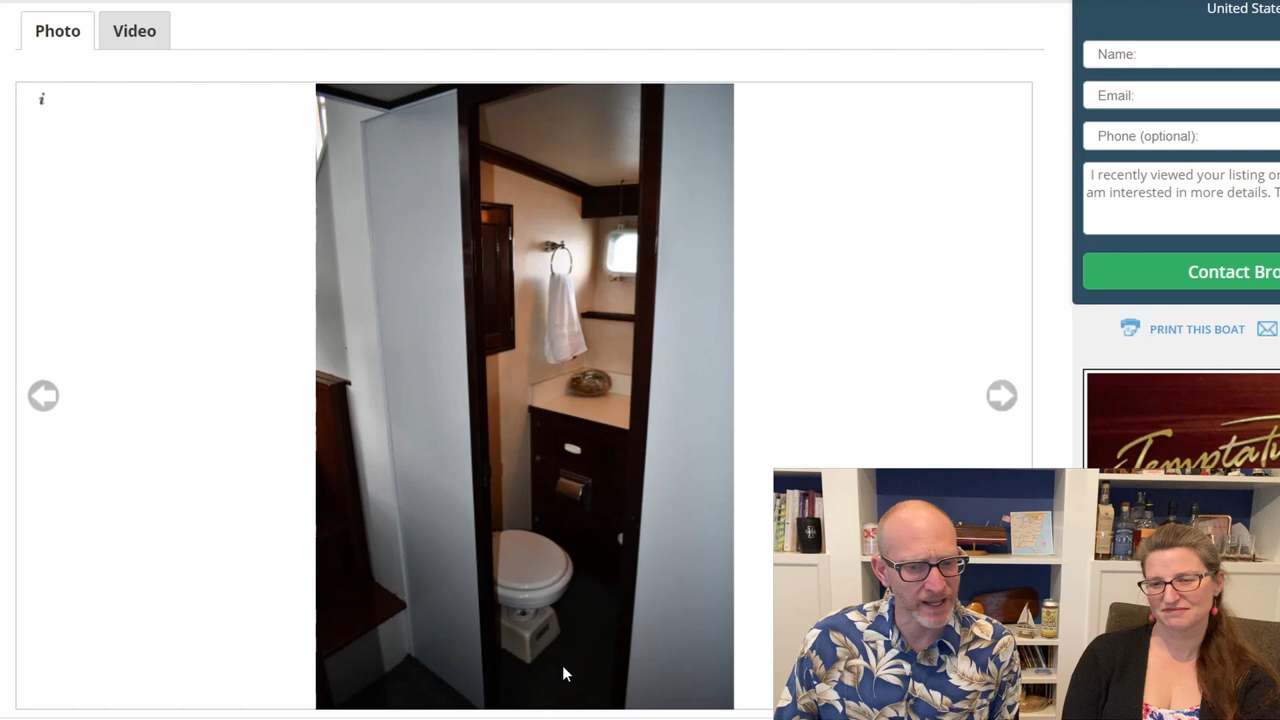 United State
Photo
Video
Name:
i
Email:
Phone (optional):
I recently viewed your listing o
am interested in more details. T
Contact Bro
PRINT THIS BOAT
Temptati
GIN